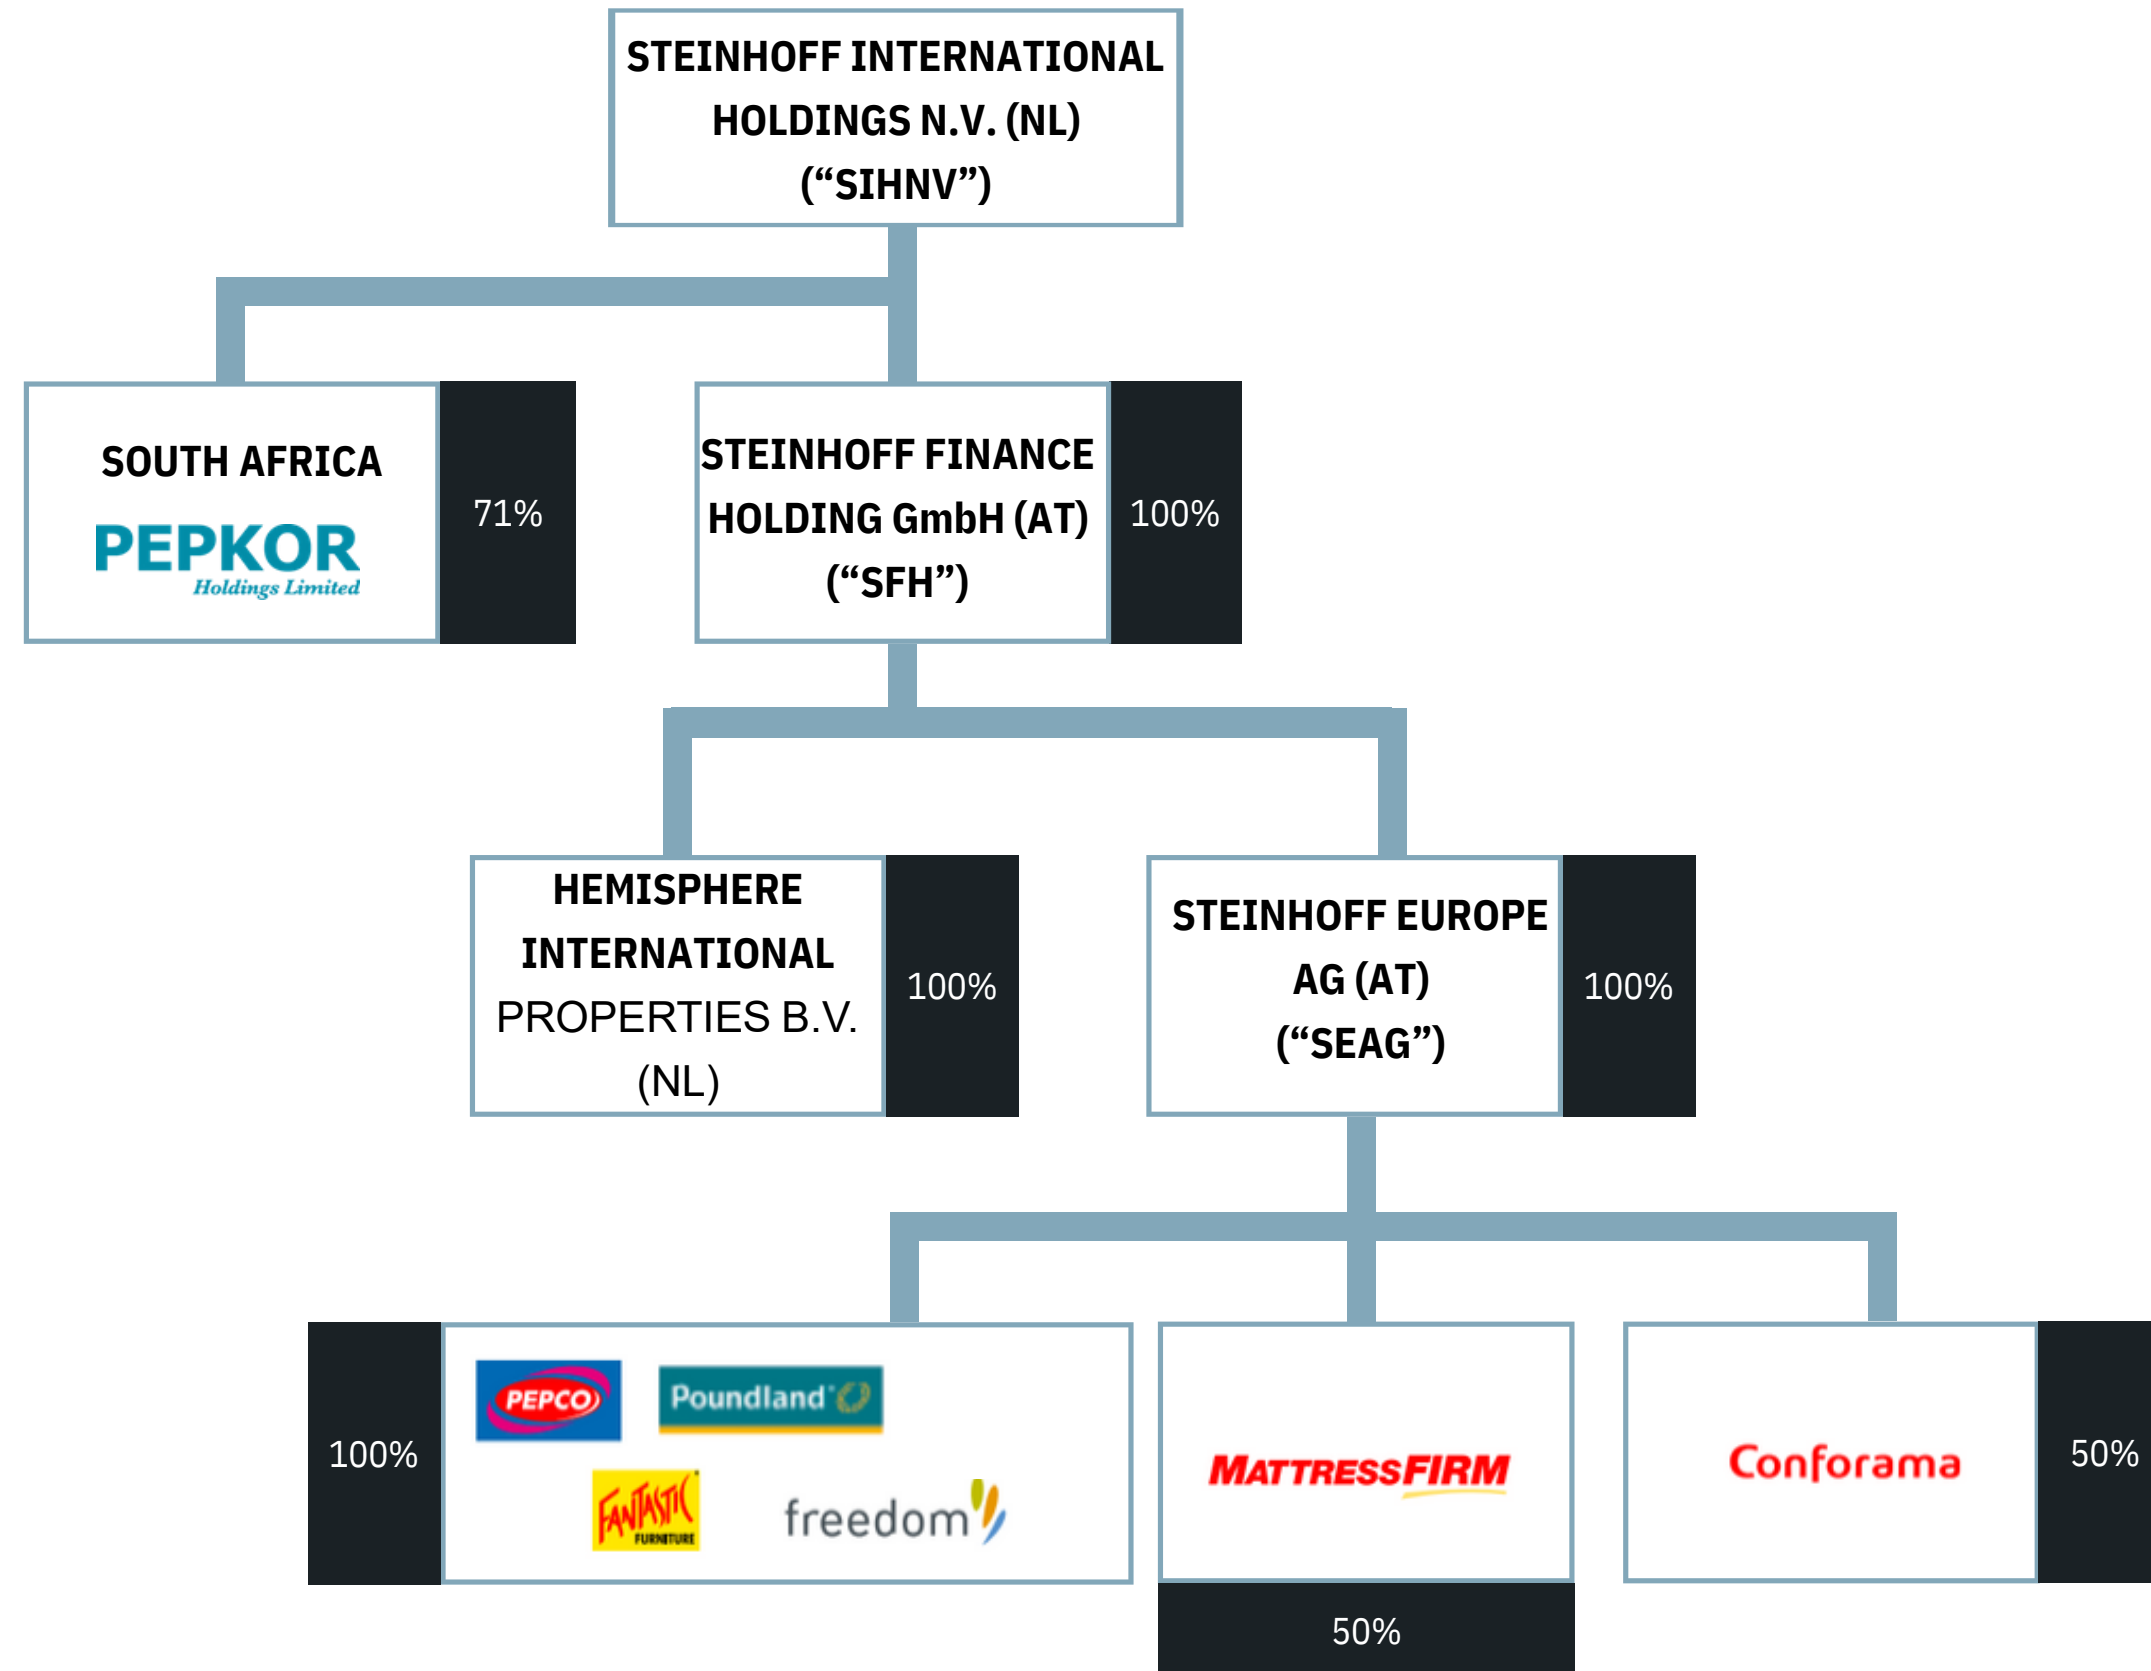 STEINHOFF INTERNATIONAL
HOLDINGS N.V. (NL)
(“SIHNV”)
SOUTH AFRICA
PEPKOR
Holdings Limited
71%
STEINHOFF FINANCE
HOLDING GmbH (AT)
(“SFH”)
100%
HEMISPHERE
INTERNATIONAL
PROPERTIES B.V.
(NL)
100%
STEINHOFF EUROPE
AG (AT)
(“SEAG”)
100%
100%
PEPCO
Poundland
FANTASTIC
FURNITURE
freedom
MATTRESSFIRM
50%
Conforama
50%